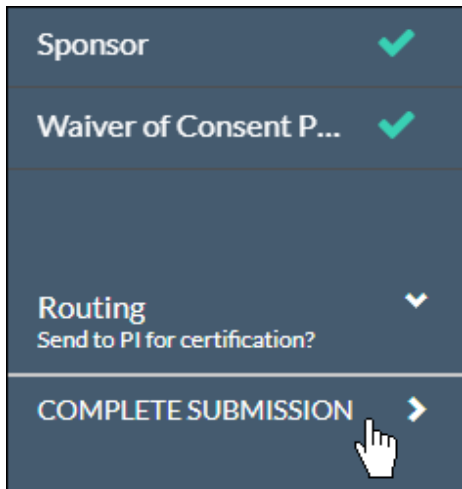 Sponsor
Waiver of Consent P...
Routing
Send to PI for certification?
COMPLETE SUBMISSION